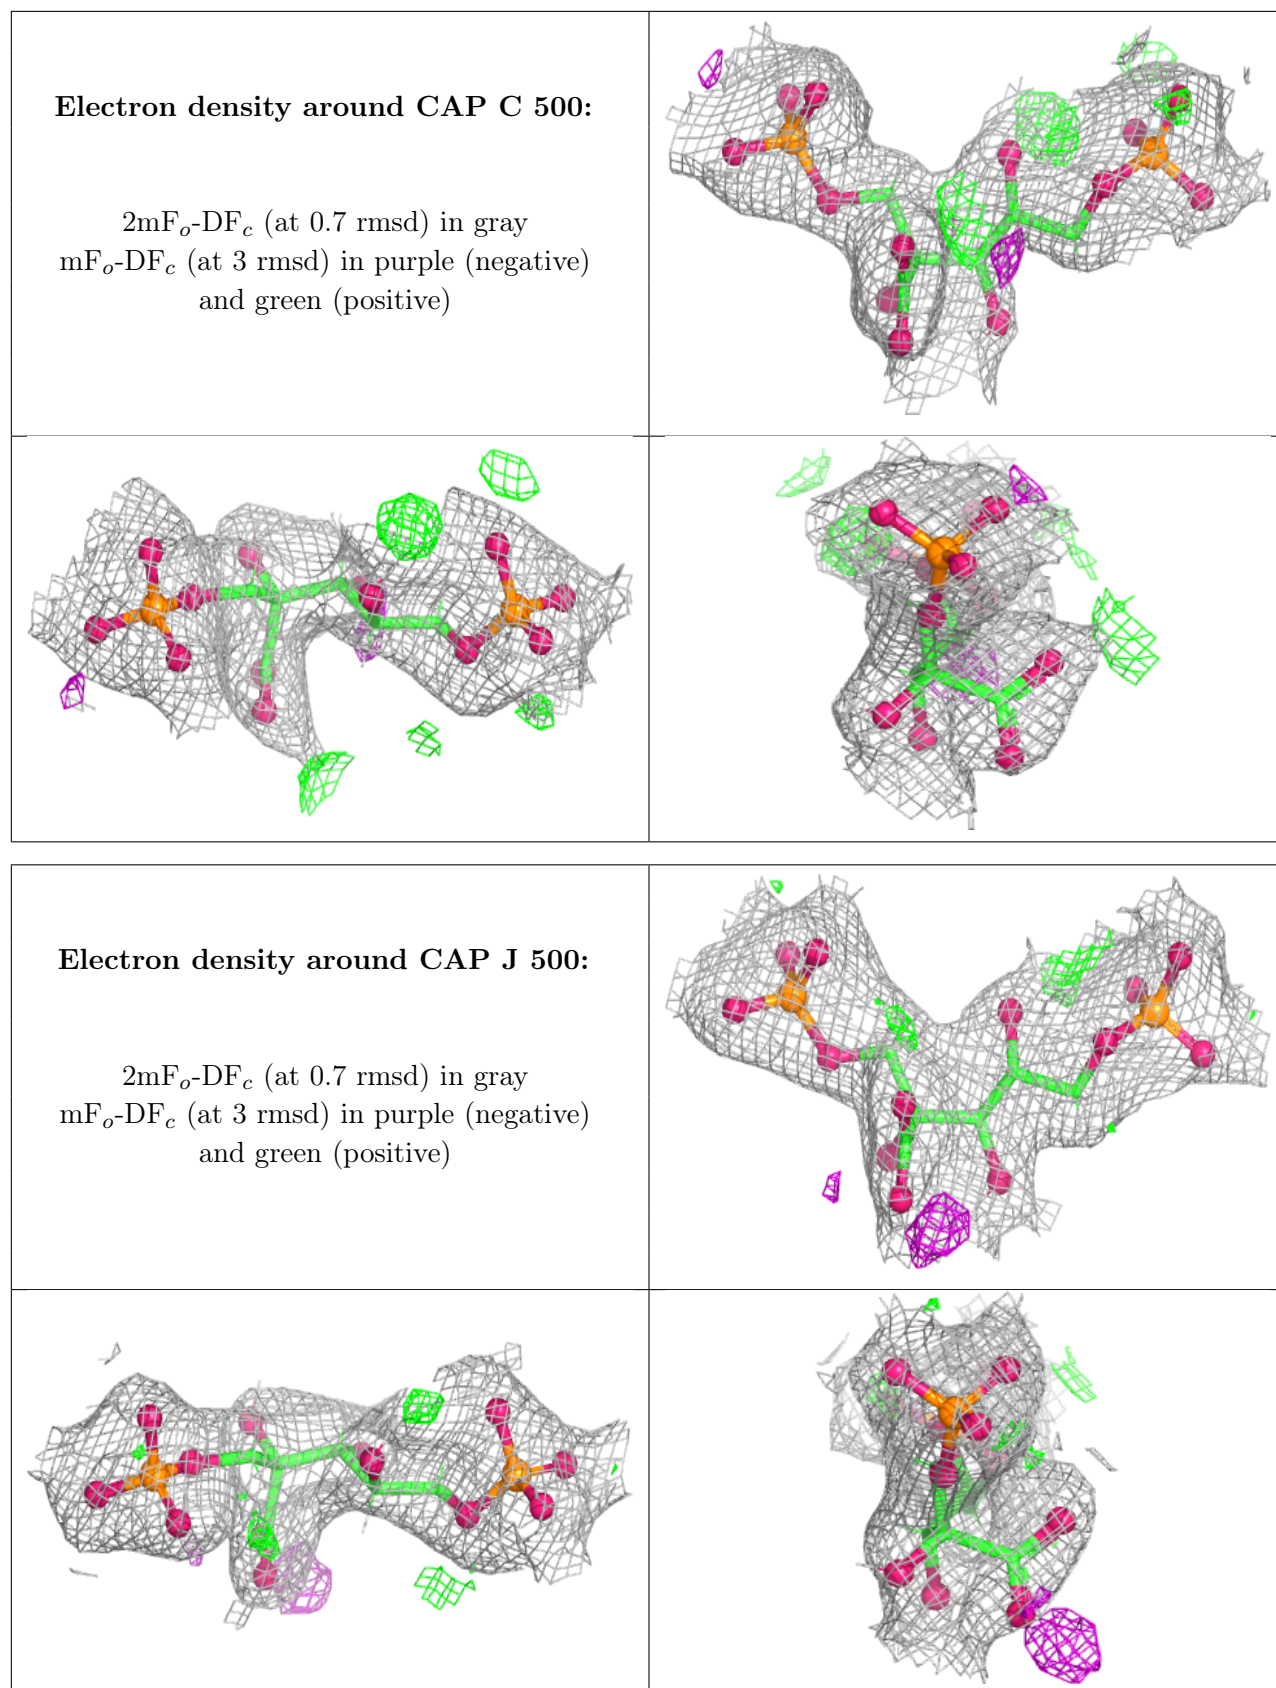 Electron density around CAP C 500:
2mFₒ-DF𝒸 (at 0.7 rmsd) in gray
mFₒ-DF𝒸 (at 3 rmsd) in purple (negative)
and green (positive)
Electron density around CAP J 500:
2mFₒ-DF𝒸 (at 0.7 rmsd) in gray
mFₒ-DF𝒸 (at 3 rmsd) in purple (negative)
and green (positive)